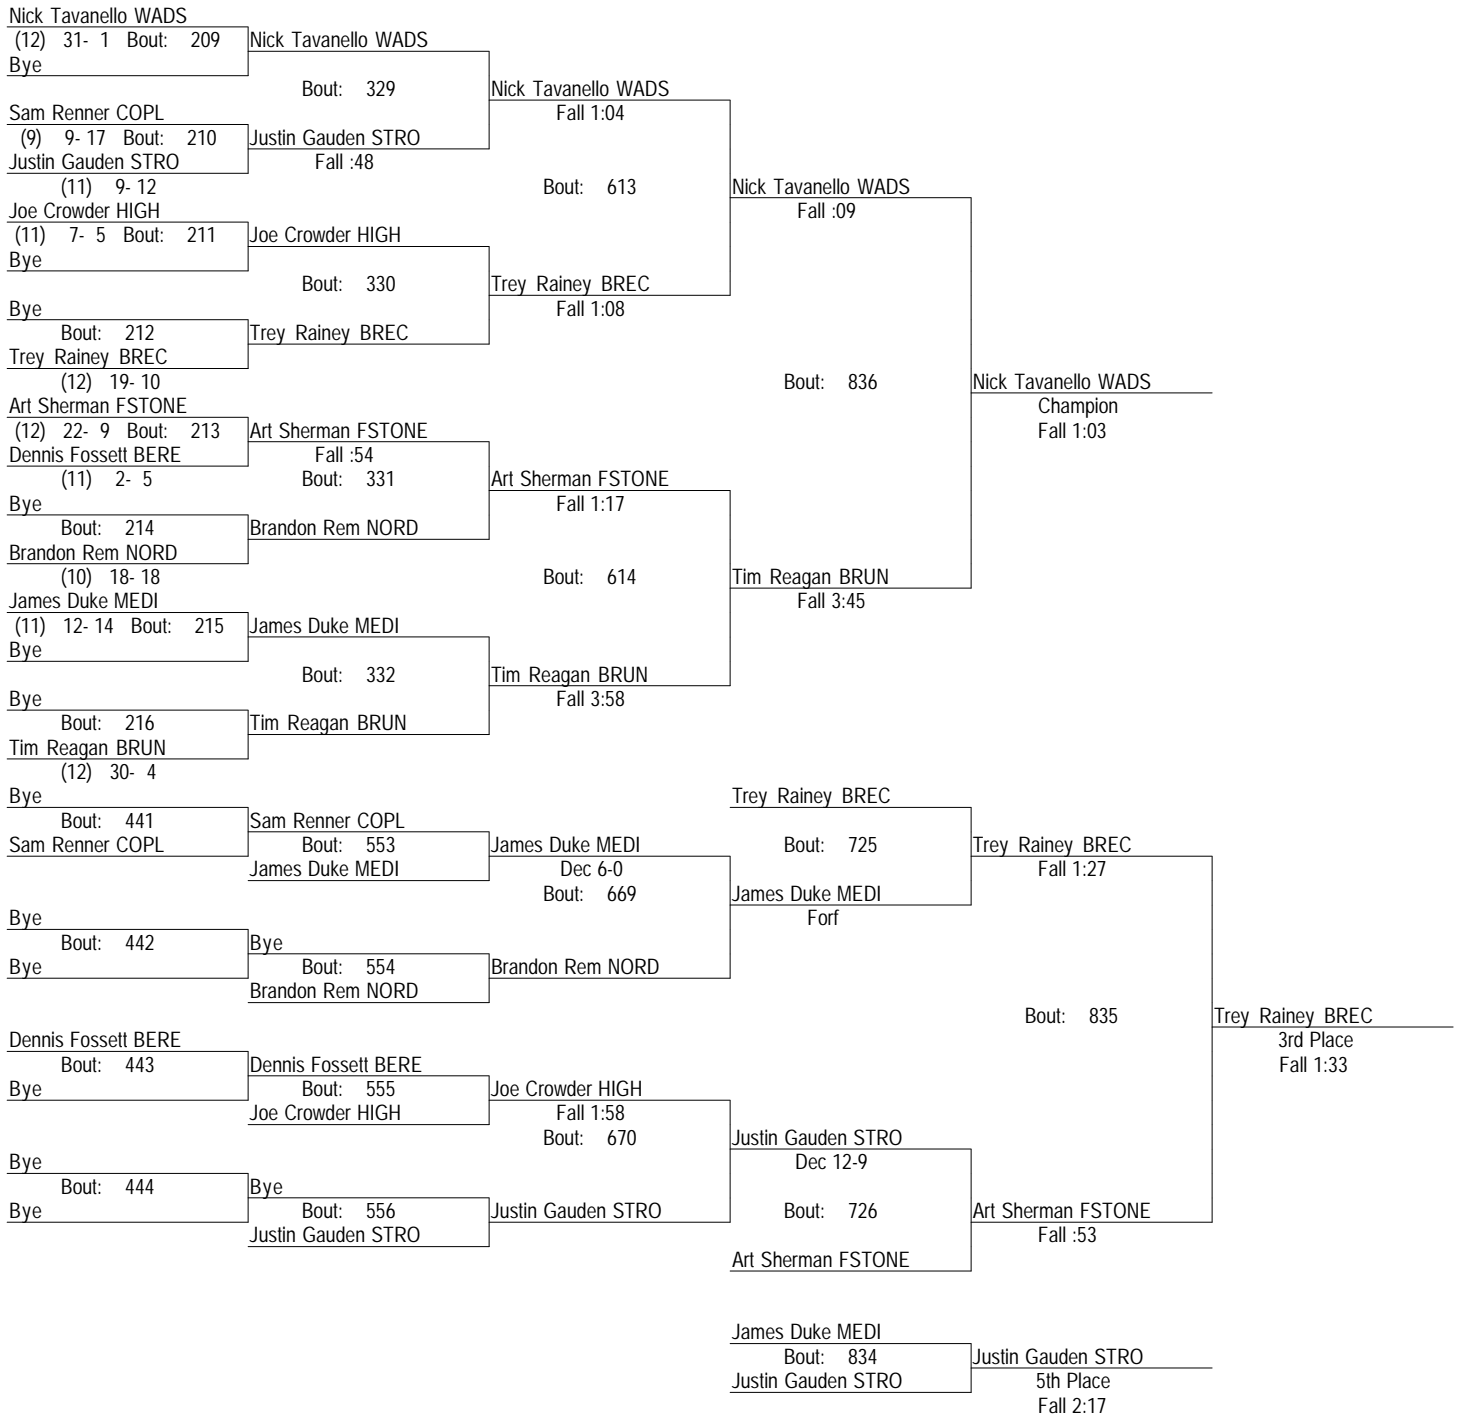 Nick Tavanello WADS
(12) 31- 1 Bout: 209 Nick Tavanello WADS
Bye
Bout: 329 Nick Tavanello WADS
Sam Renner COPL Fall 1:04
(9) 9- 17 Bout: 210 Justin Gauden STRO
Justin Gauden STRO Fall :48
(11) 9- 12 Bout: 613 Nick Tavanello WADS
Joe Crowder HIGH Fall :09
(11) 7- 5 Bout: 211 Joe Crowder HIGH
Bye
Bout: 330 Trey Rainey BREC
Bye Fall 1:08
Bout: 212 Trey Rainey BREC
Trey Rainey BREC
(12) 19- 10 Bout: 836 Nick Tavanello WADS
Art Sherman FSTONE Champion
(12) 22- 9 Bout: 213 Art Sherman FSTONE Fall 1:03
Dennis Fossett BERE Fall :54
(11) 2- 5 Bout: 331 Art Sherman FSTONE
Bye Fall 1:17
Bout: 214 Brandon Rem NORD
Brandon Rem NORD
(10) 18- 18 Bout: 614 Tim Reagan BRUN
James Duke MEDI Fall 3:45
(11) 12- 14 Bout: 215 James Duke MEDI
Bye
Bout: 332 Tim Reagan BRUN
Bye Fall 3:58
Bout: 216 Tim Reagan BRUN
Tim Reagan BRUN
(12) 30- 4
Bye Trey Rainey BREC
Bout: 441 Sam Renner COPL
Sam Renner COPL Bout: 553 James Duke MEDI Bout: 725 Trey Rainey BREC
James Duke MEDI Dec 6-0 Fall 1:27
Bout: 669 James Duke MEDI
Bye Forf
Bout: 442 Bye
Bye Bout: 554 Brandon Rem NORD
Brandon Rem NORD
Bout: 835 Trey Rainey BREC
Dennis Fossett BERE 3rd Place
Bout: 443 Dennis Fossett BERE Fall 1:33
Bye Bout: 555 Joe Crowder HIGH
Joe Crowder HIGH Fall 1:58
Bout: 670 Justin Gauden STRO
Bye Dec 12-9
Bout: 444 Bye
Bye Bout: 556 Justin Gauden STRO Bout: 726 Art Sherman FSTONE
Justin Gauden STRO Fall :53
Art Sherman FSTONE
James Duke MEDI
Bout: 834 Justin Gauden STRO
Justin Gauden STRO 5th Place
Fall 2:17